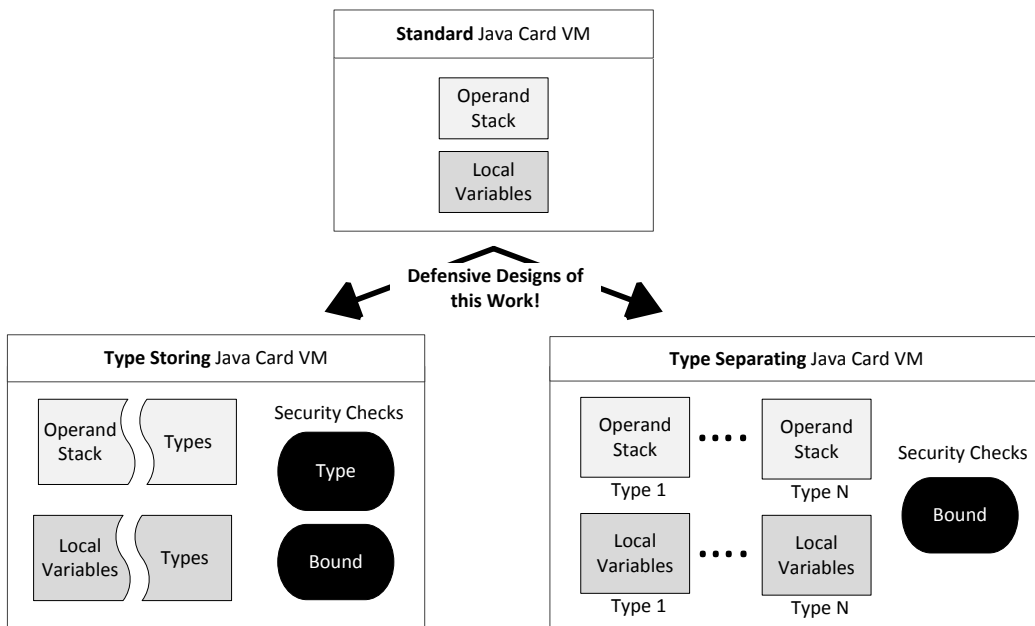 Standard Java Card VM
Operand
Stack
Local
Variables
Defensive Designs of
this Work!
Type Storing Java Card VM
Operand
Stack
Types
Local
Variables
Types
Security Checks
Type
Bound
Type Separating Java Card VM
Operand
Stack
Type 1
Operand
Stack
Type N
Local
Variables
Type 1
Local
Variables
Type N
Security Checks
Bound